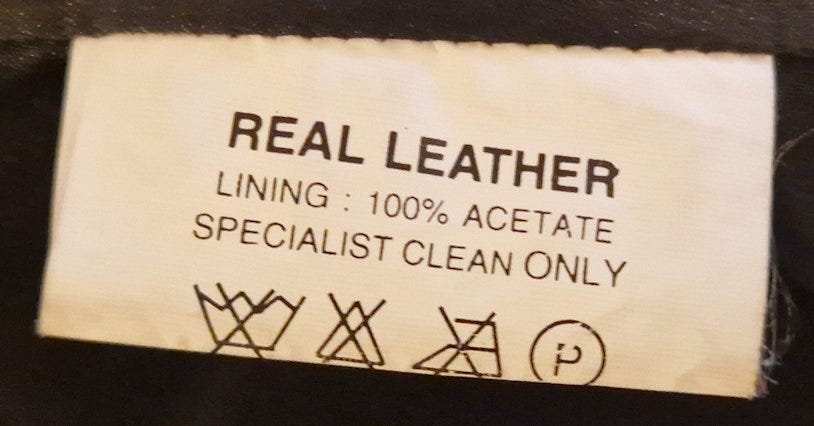 REAL LEATHER
LINING : 100% ACETATE
SPECIALIST CLEAN ONLY
P